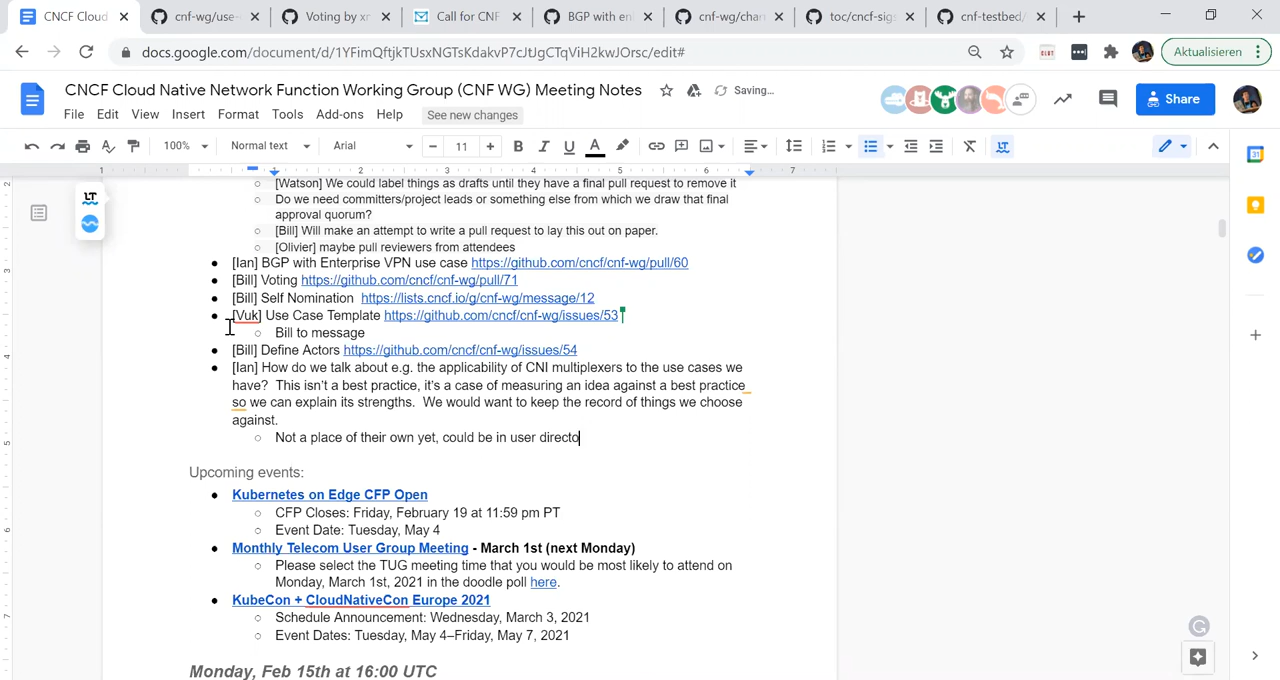 CNCF Cloud
cnf-wg/use-
Voting by xr
Call for CNF
BGP with en
cnf-wg/char
toc/cncf-sig
cnf-testbed/
docs.google.com/document/d/1YFimQftjkTUsxNGTsKdakvP7cJtJgCTqViH2kwJOrsc/edit#
Aktualisieren
CNCF Cloud Native Network Function Working Group (CNF WG) Meeting Notes
Saving...
File Edit View Insert Format Tools Add-ons Help See new changes
Share
100% Normal text Arial 11
[Watson] We could label things as drafts until they have a final pull request to remove it
Do we need committers/project leads or something else from which we draw that final
approval quorum?
[Bill] Will make an attempt to write a pull request to lay this out on paper.
[Olivier] maybe pull reviewers from attendees
[Ian] BGP with Enterprise VPN use case https://github.com/cncf/cnf-wg/pull/60
[Bill] Voting https://github.com/cncf/cnf-wg/pull/71
[Bill] Self Nomination https://lists.cncf.io/g/cnf-wg/message/12
[Vuk] Use Case Template https://github.com/cncf/cnf-wg/issues/53
Bill to message
[Bill] Define Actors https://github.com/cncf/cnf-wg/issues/54
[Ian] How do we talk about e.g. the applicability of CNI multiplexers to the use cases we
have? This isn't a best practice, it's a case of measuring an idea against a best practice
so we can explain its strengths. We would want to keep the record of things we choose
against.
Not a place of their own yet, could be in user directo
Upcoming events:
Kubernetes on Edge CFP Open
CFP Closes: Friday, February 19 at 11:59 pm PT
Event Date: Tuesday, May 4
Monthly Telecom User Group Meeting - March 1st (next Monday)
Please select the TUG meeting time that you would be most likely to attend on
Monday, March 1st, 2021 in the doodle poll here.
KubeCon + CloudNativeCon Europe 2021
Schedule Announcement: Wednesday, March 3, 2021
Event Dates: Tuesday, May 4–Friday, May 7, 2021
Monday, Feb 15th at 16:00 UTC